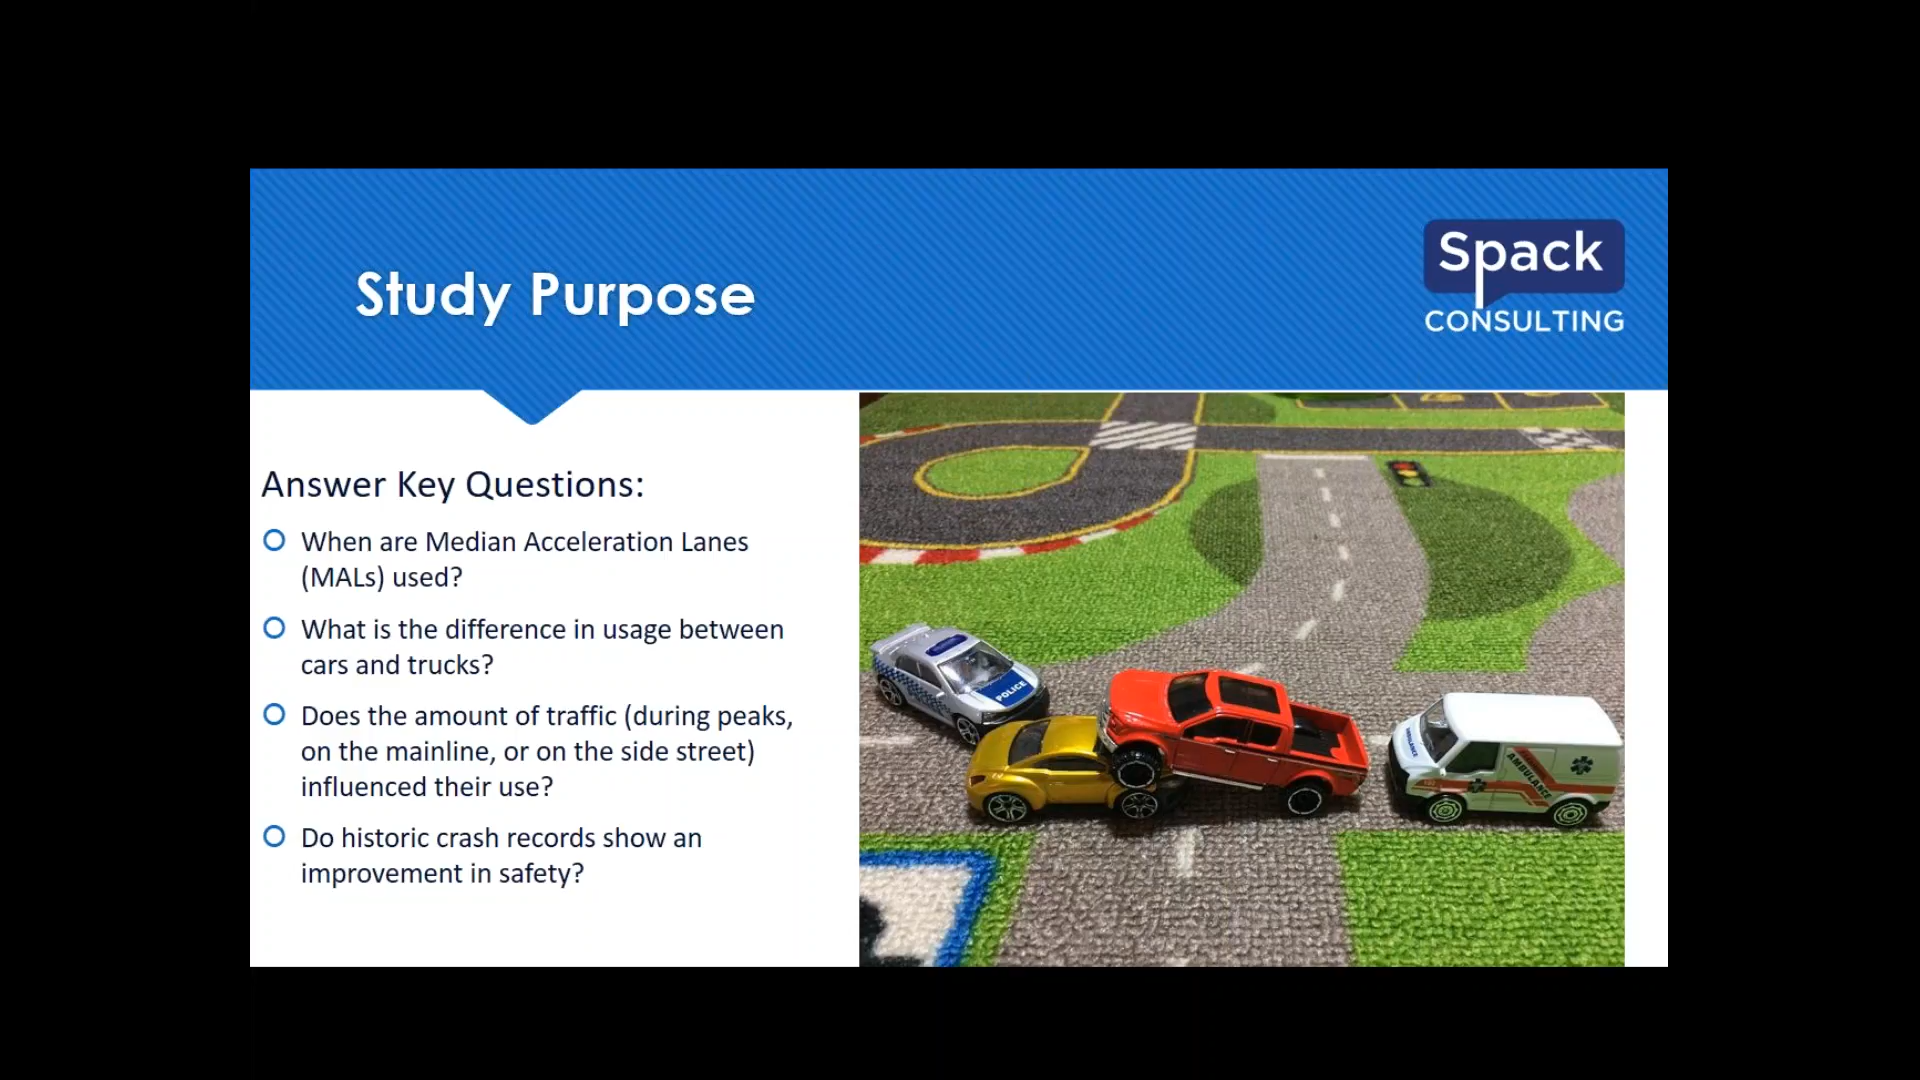 Study Purpose
Spack
CONSULTING
Answer Key Questions:
When are Median Acceleration Lanes
(MALs) used?
What is the difference in usage between
cars and trucks?
Does the amount of traffic (during peaks,
on the mainline, or on the side street)
influenced their use?
Do historic crash records show an
improvement in safety?
POLICE
AMBULANCE
AMBULANCE